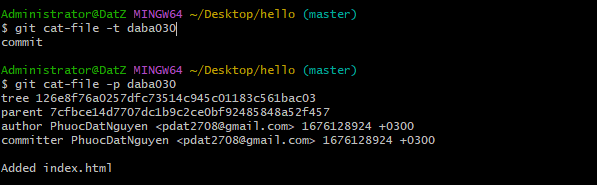 Administrator@DatZ MINGW64 ~/Desktop/hello (master)
$ git cat-file -t daba030
commit
Administrator@DatZ MINGW64 ~/Desktop/hello (master)
$ git cat-file -p daba030
tree 126e8f76a0257dfc73514c945c01183c561bac03
parent 7cfbce14d7707dc1b9c2ce0bf92485848a52f457
author PhuocDatNguyen <pdat2708@gmail.com> 1676128924 +0300
committer PhuocDatNguyen <pdat2708@gmail.com> 1676128924 +0300
Added index.html